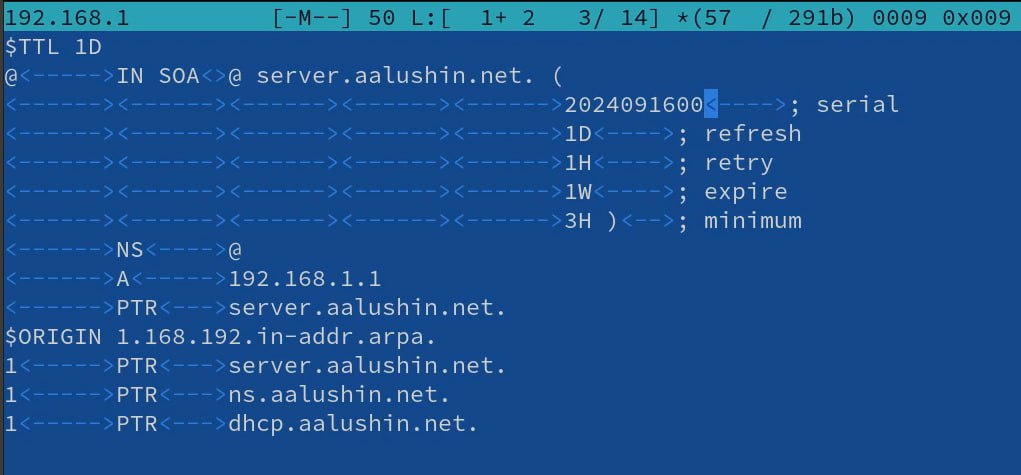 192.168.1 [-M--] 50 L:[ 1+ 2 3/ 14] *(57 / 291b) 0009 0x009
$TTL 1D
@<----->IN SOA<>@ server.aalushin.net. (
<------><------><------><------><------>2024091600<---->; serial
<------><------><------><------><------>1D<---->; refresh
<------><------><------><------><------>1H<---->; retry
<------><------><------><------><------>1W<---->; expire
<------><------><------><------><------>3H )<-->; minimum
<------>NS<---->@
<------>A<----->192.168.1.1
<------>PTR<--->server.aalushin.net.
$ORIGIN 1.168.192.in-addr.arpa.
1<----->PTR<--->server.aalushin.net.
1<----->PTR<--->ns.aalushin.net.
1<----->PTR<--->dhcp.aalushin.net.